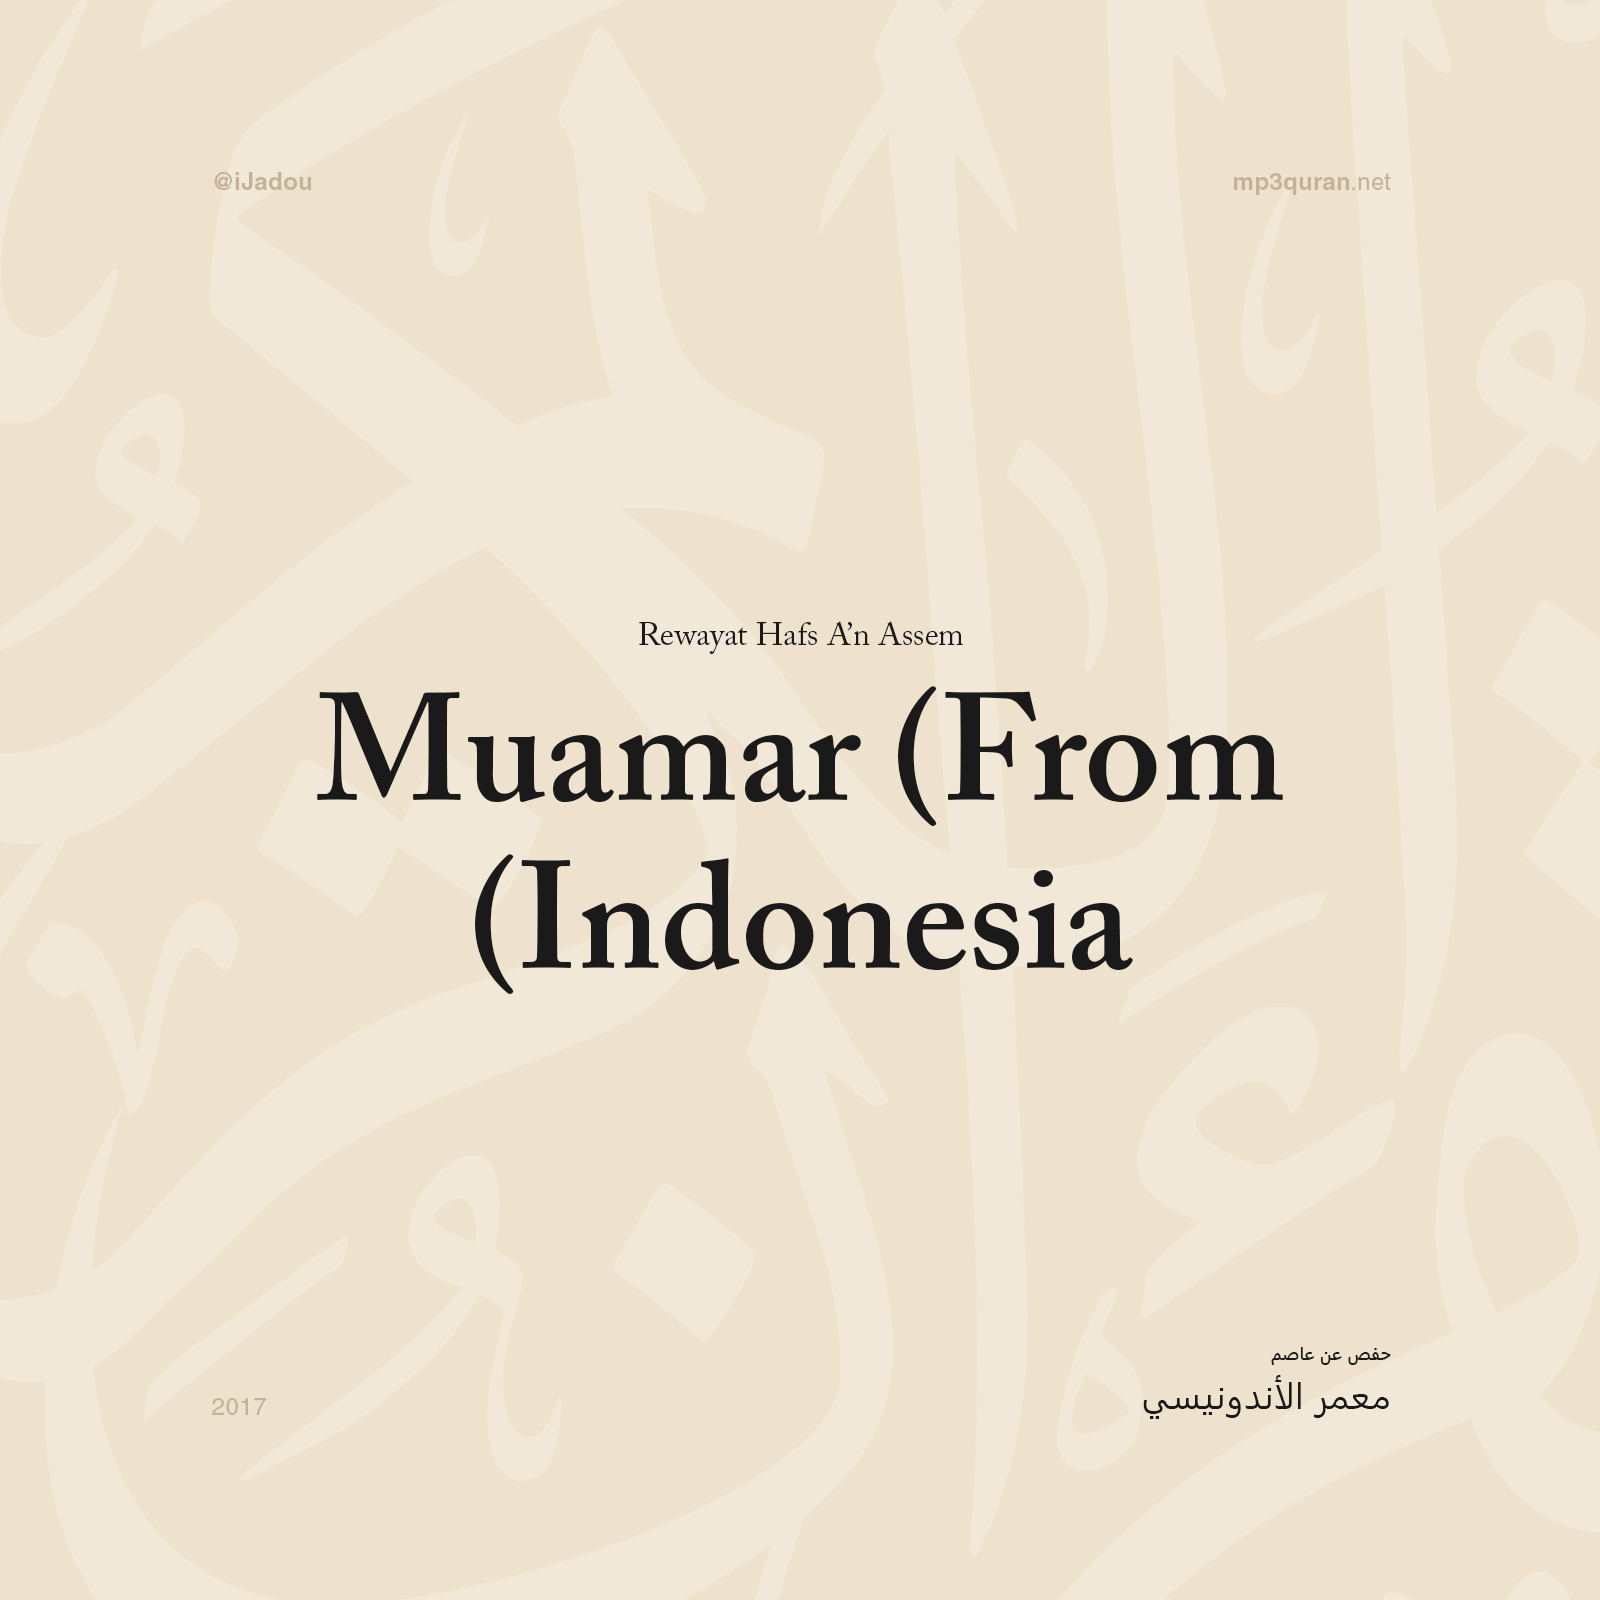 @iJadou
mp3quran.net
Rewayat Hafs A’n Assem
Muamar (From
(Indonesia
حفص عن عاصم
معمر الأندونيسي
2017